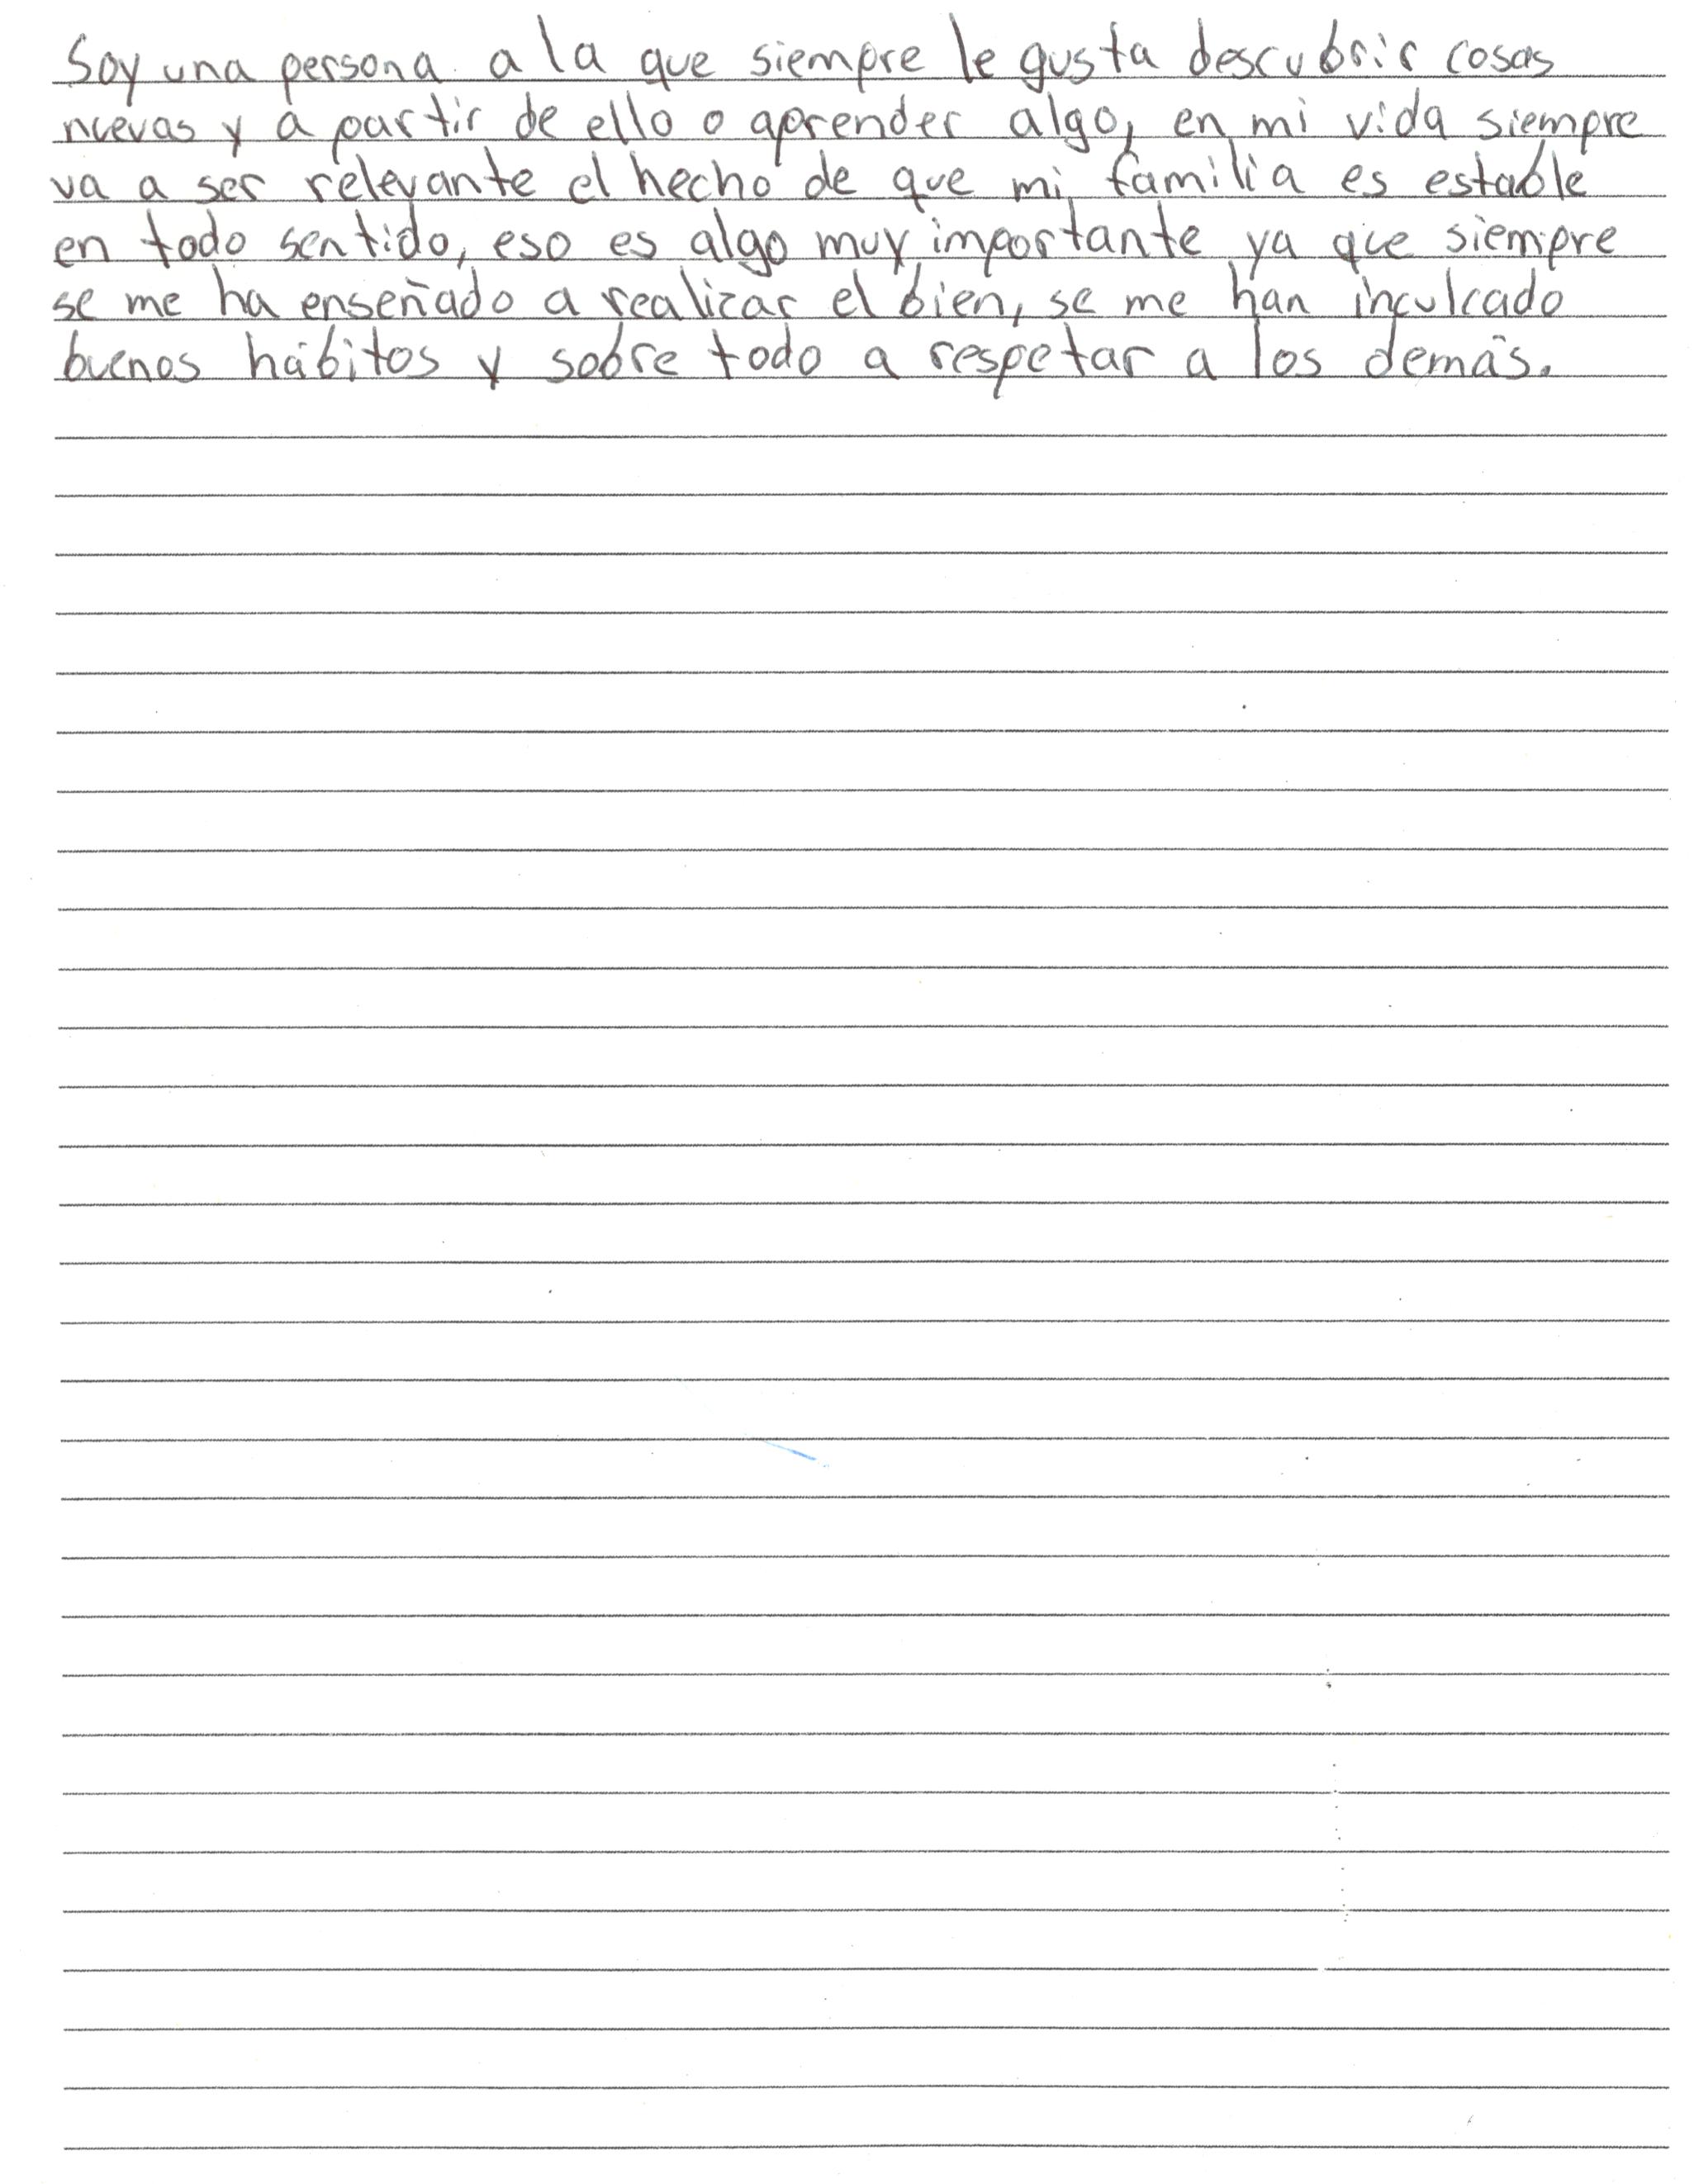 Soy una persona a la que siempre le gusta descubrir cosas
nuevas y a partir de ello o aprender algo, en mi vida siempre
va a ser relevante el hecho de que mi familia es estable
en todo sentido, eso es algo muy importante ya que siempre
se me ha enseñado a realizar el bien, se me han inculcado
buenos hábitos y sobre todo a respetar a los demás.